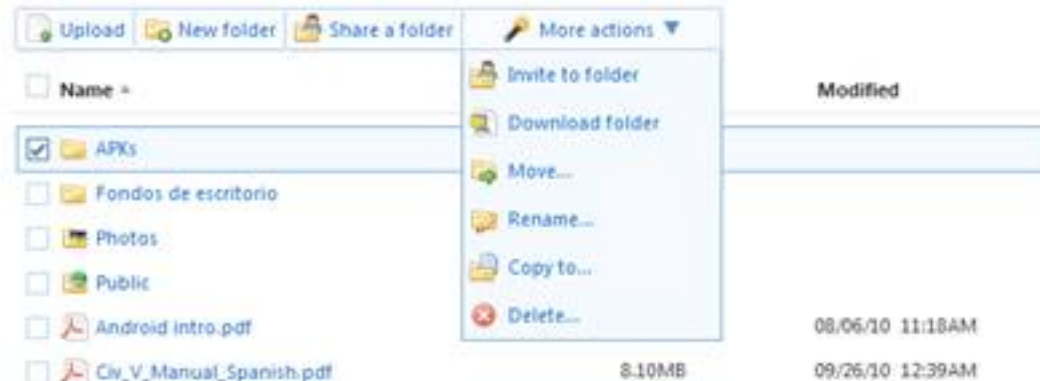 Upload New folder Share a folder More actions
Invite to folder
Name Modified
Download folder
APKs
Move...
Fondos de escritorio
Rename...
Photos
Copy to...
Public
Delete...
Android intro.pdf 08/06/10 11:18AM
Civ_V_Manual_Spanish.pdf 8.10MB 09/26/10 12:39AM